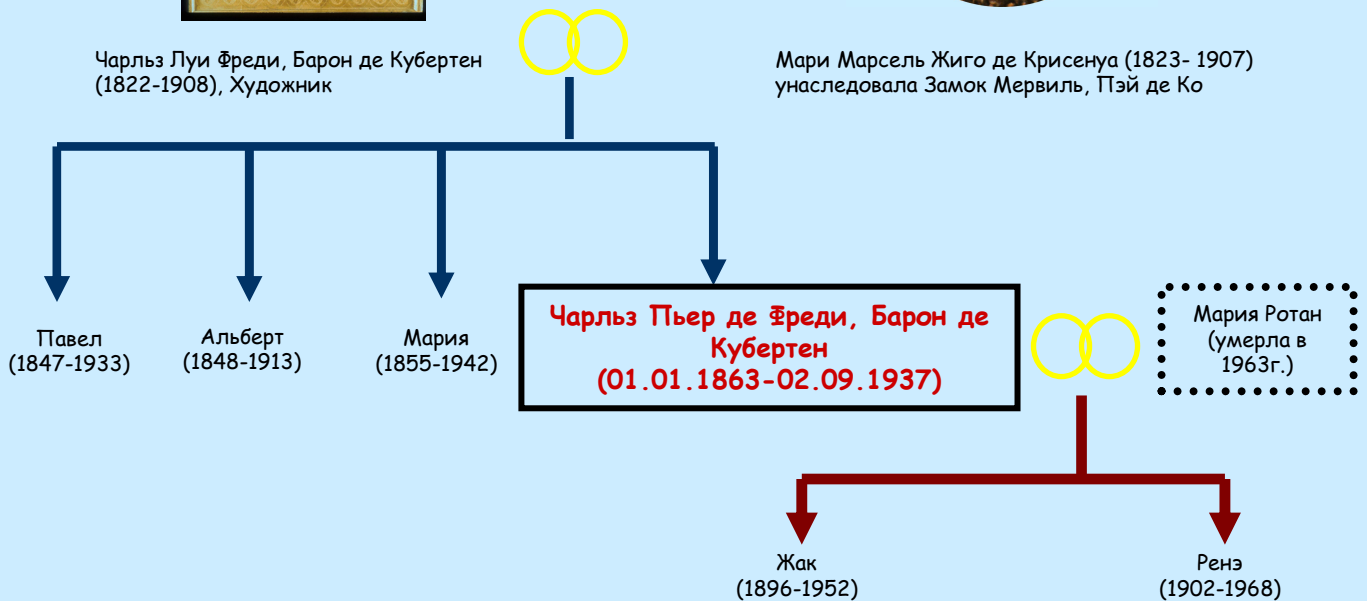 Чарльз Луи Фреди, Барон де Кубертен
(1822-1908), Художник
Мари Марсель Жиго де Крисенуа (1823- 1907)
унаследовала Замок Мервиль, Пэй де Ко
Павел
(1847-1933)
Альберт
(1848-1913)
Мария
(1855-1942)
Чарльз Пьер де Фреди, Барон де
Кубертен
(01.01.1863-02.09.1937)
Мария Ротан
(умерла в
1963г.)
Жак
(1896-1952)
Ренэ
(1902-1968)